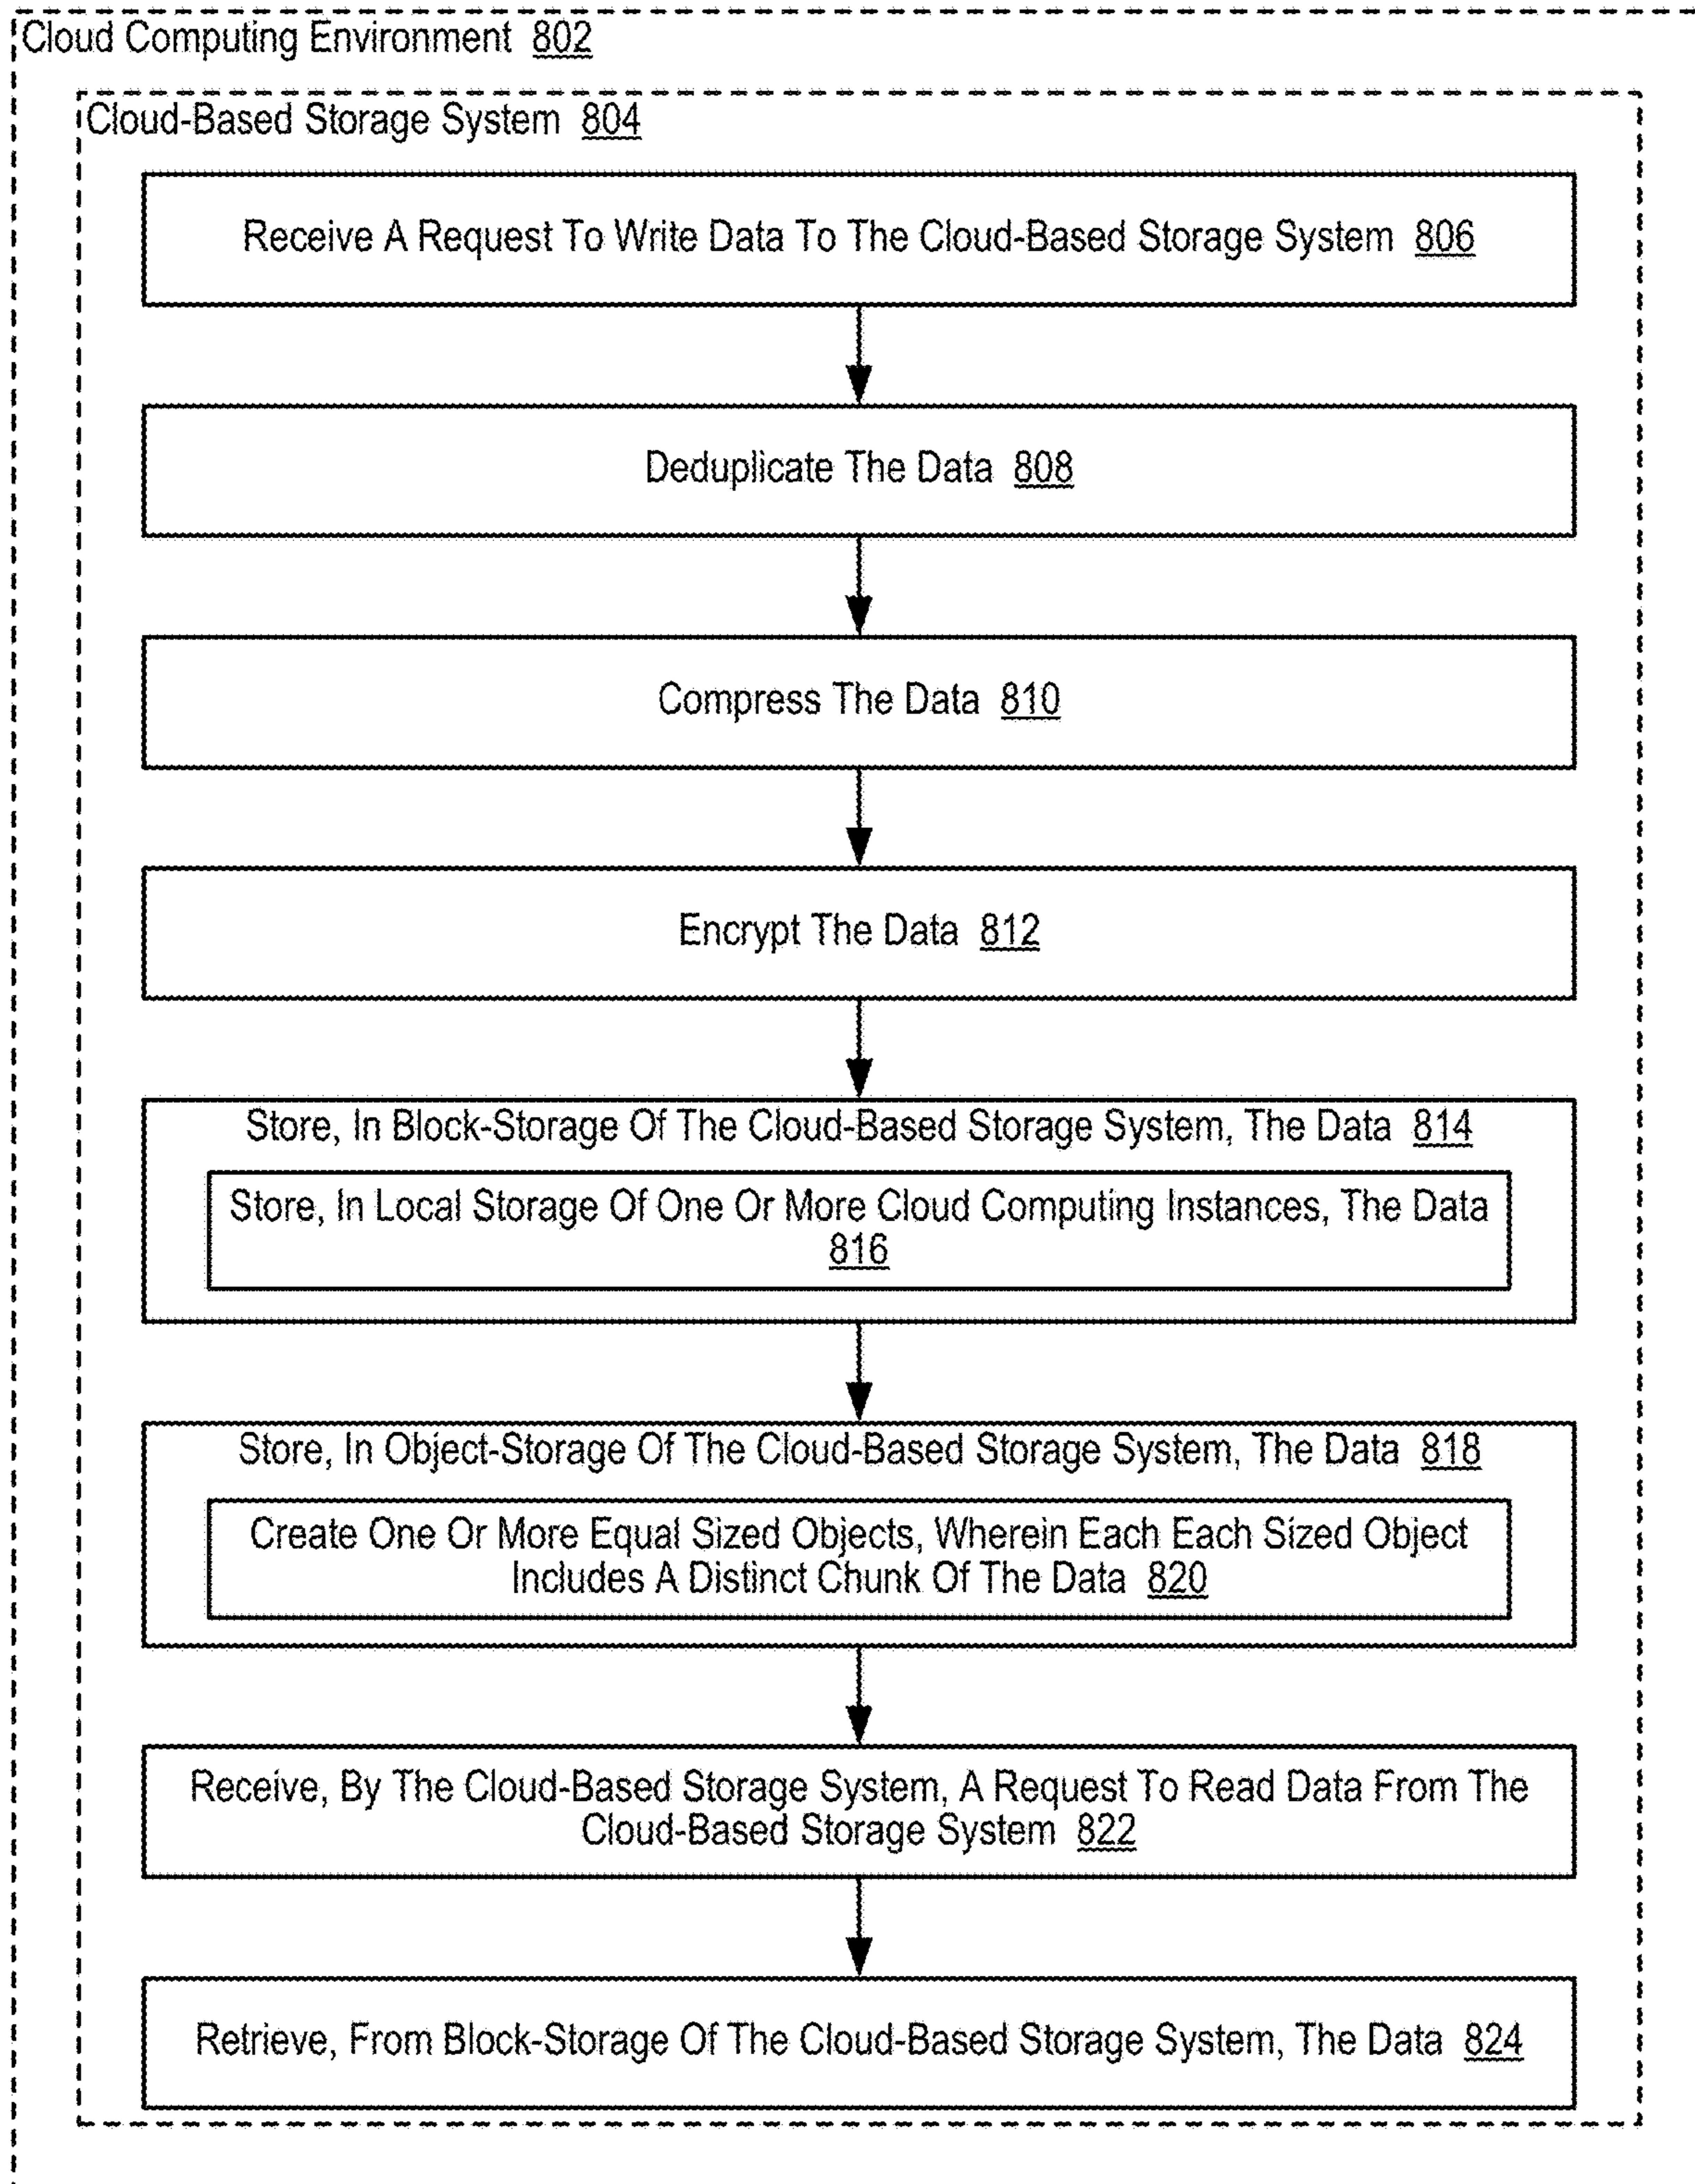 Cloud Computing Environment 802
Cloud-Based Storage System 804
Receive A Request To Write Data To The Cloud-Based Storage System 806
Deduplicate The Data 808
Compress The Data 810
Encrypt The Data 812
Store, In Block-Storage Of The Cloud-Based Storage System, The Data 814
Store, In Local Storage Of One Or More Cloud Computing Instances, The Data
816
Store, In Object-Storage Of The Cloud-Based Storage System, The Data 818
Create One Or More Equal Sized Objects, Wherein Each Each Sized Object
Includes A Distinct Chunk Of The Data 820
Receive, By The Cloud-Based Storage System, A Request To Read Data From The
Cloud-Based Storage System 822
Retrieve, From Block-Storage Of The Cloud-Based Storage System, The Data 824